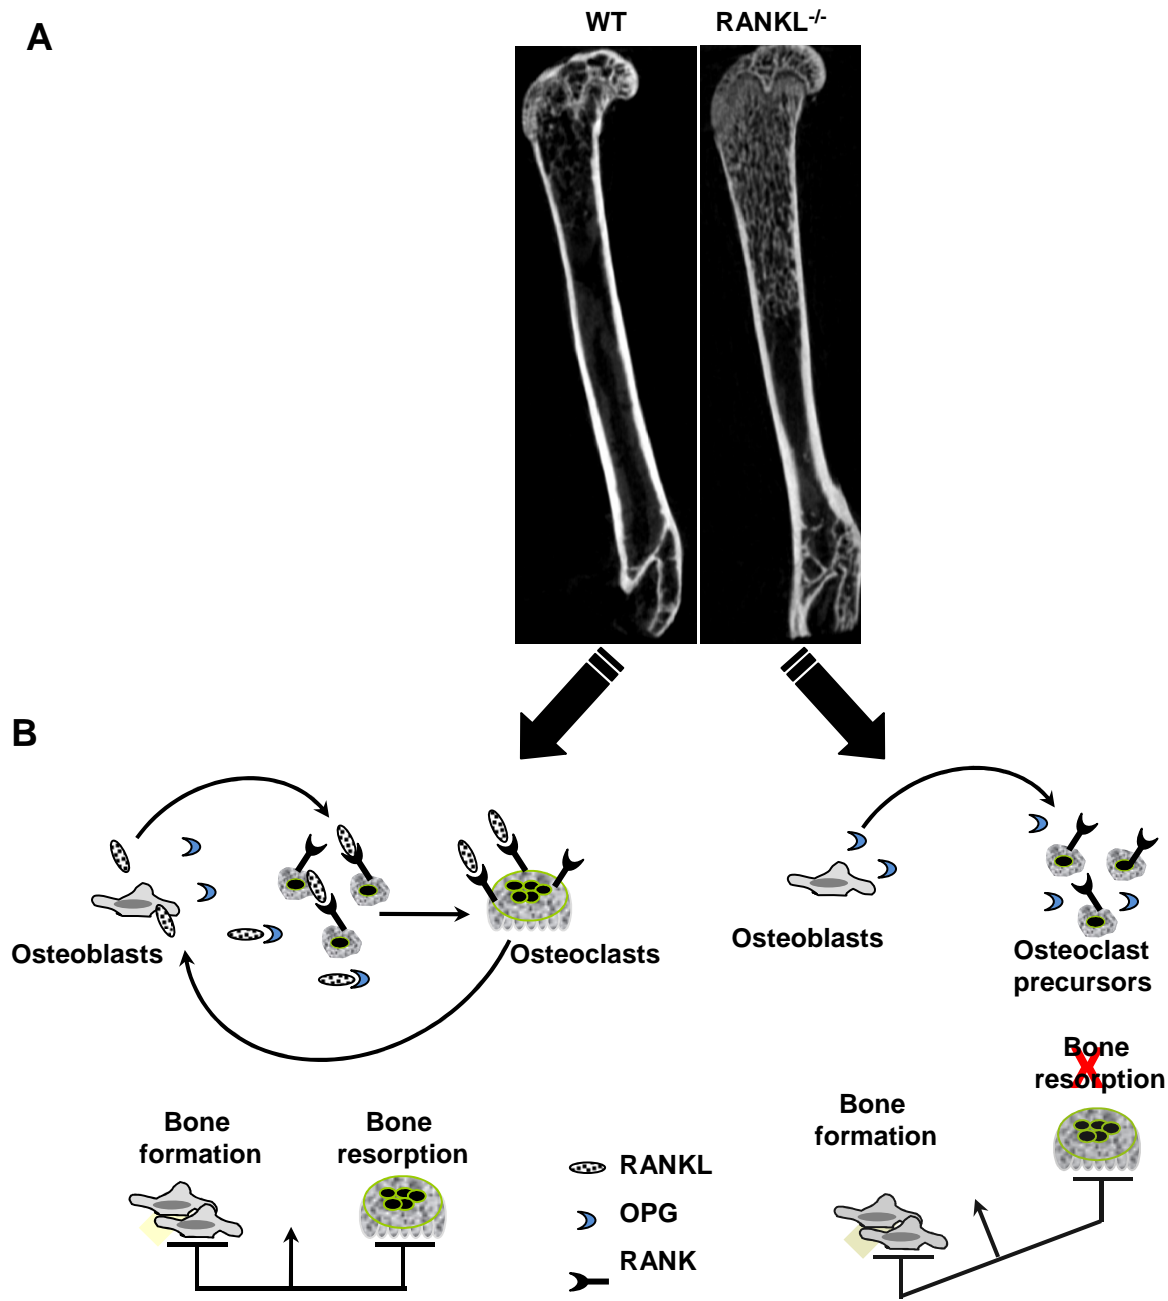 A
WT
RANKL-/-
B
Osteoblasts
Osteoclasts
Osteoblasts
Osteoclast
precursors
Bone
formation
Bone
resorption
RANKL
OPG
RANK
Bone
formation
Bone
resorption
X